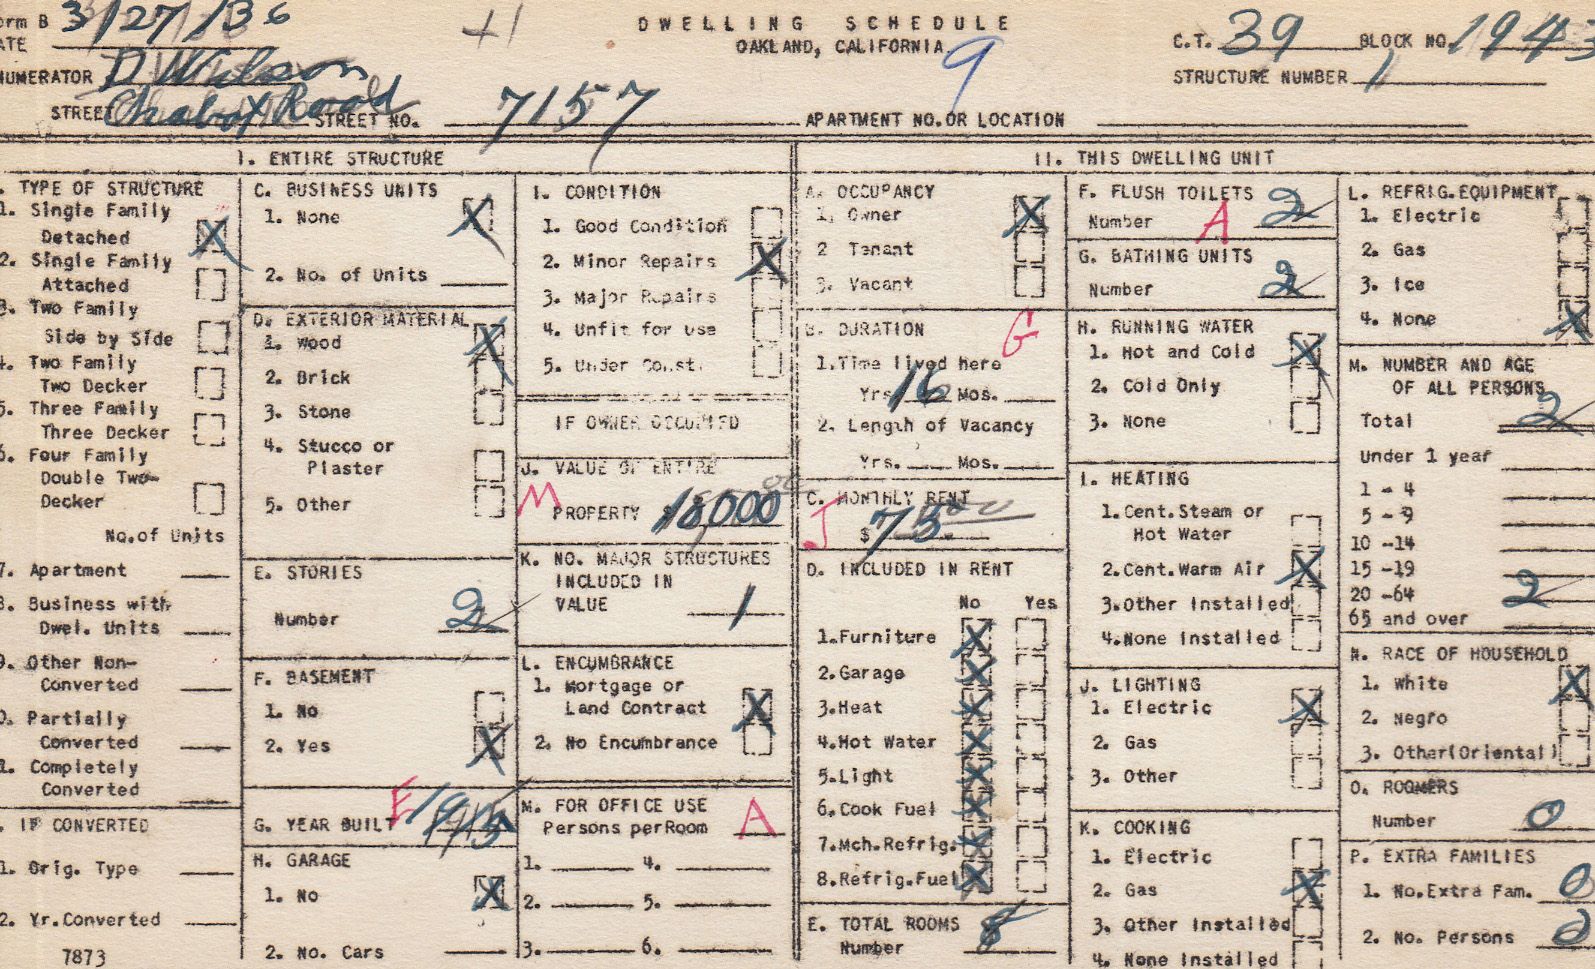 orm B 3/27/36 +1 DWELLING SCHEDULE C.T. 39 BLOCK NO. 1943
ATE OAKLAND, CALIFORNIA 9
NUMERATOR D Wilson STRUCTURE NUMBER 1
STREET Chabot Road STREET NO. 7157 APARTMENT NO. OR LOCATION
I. ENTIRE STRUCTURE
. TYPE OF STRUCTURE
1. Single Family
Detached X
2. Single Family
Attached
3. Two Family
Side by Side
4. Two Family
Two Decker
5. Three Family
Three Decker
6. Four Family
Double Two-
Decker
No.of Units
7. Apartment
8. Business with
Dwel. Units
9. Other Non-
Converted
0. Partially
Converted
1. Completely
Converted
. IF CONVERTED
1. Orig. Type
2. Yr.Converted
7873
C. BUSINESS UNITS
1. None X
2. No. of Units
D. EXTERIOR MATERIAL
1. Wood X
2. Brick
3. Stone
4. Stucco or
Plaster
5. Other
E. STORIES
Number 2
F. BASEMENT
1. No
2. Yes X
G. YEAR BUILT E
H. GARAGE
1. No X
2. No. Cars
I. CONDITION
1. Good Condition
2. Minor Repairs X
3. Major Repairs
4. Unfit for use
5. Under Const.
IF OWNER OCCUPIED
J. VALUE OF ENTIRE
M PROPERTY
K. NO. MAJOR STRUCTURES
INCLUDED IN
VALUE 1
L. ENCUMBRANCE
1. Mortgage or
Land Contract X
2. No Encumbrance
M. FOR OFFICE USE
Persons perRoom A
1. 4.
2. 5.
3. 6.
II. THIS DWELLING UNIT
A. OCCUPANCY
1. Owner X
2 Tenant
3. Vacant
B. DURATION G
1.Time lived here
Yrs. 16 Mos.
2. Length of Vacancy
Yrs. Mos.
C. MONTHLY RENT
J $ 75
D. INCLUDED IN RENT
No Yes
1.Furniture X
2.Garage X
3.Heat X
4.Hot Water X
5.Light X
6.Cook Fuel X
7.Mch.Refrig. X
8.Refrig.Fuel X
E. TOTAL ROOMS
Number 8
F. FLUSH TOILETS
Number A 2
G. BATHING UNITS
Number 2
H. RUNNING WATER
1. Hot and Cold X
2. Cold Only
3. None
I. HEATING
1.Cent.Steam or
Hot Water
2.Cent.Warm Air X
3.Other Installed
4.None Installed
J. LIGHTING
1. Electric X
2. Gas
3. Other
K. COOKING
1. Electric
2. Gas X
3. Other Installed
4. None Installed
L. REFRIG.EQUIPMENT
1. Electric
2. Gas
3. Ice
4. None X
M. NUMBER AND AGE
OF ALL PERSONS
Total 2
Under 1 year
1 - 4
5 - 9
10 -14
15 -19
20 -64 2
65 and over
N. RACE OF HOUSEHOLD
1. White X
2. Negro
3. Other(Oriental)
O. ROOMERS
Number 0
P. EXTRA FAMILIES
1. No.Extra Fam. 0
2. No. Persons 0